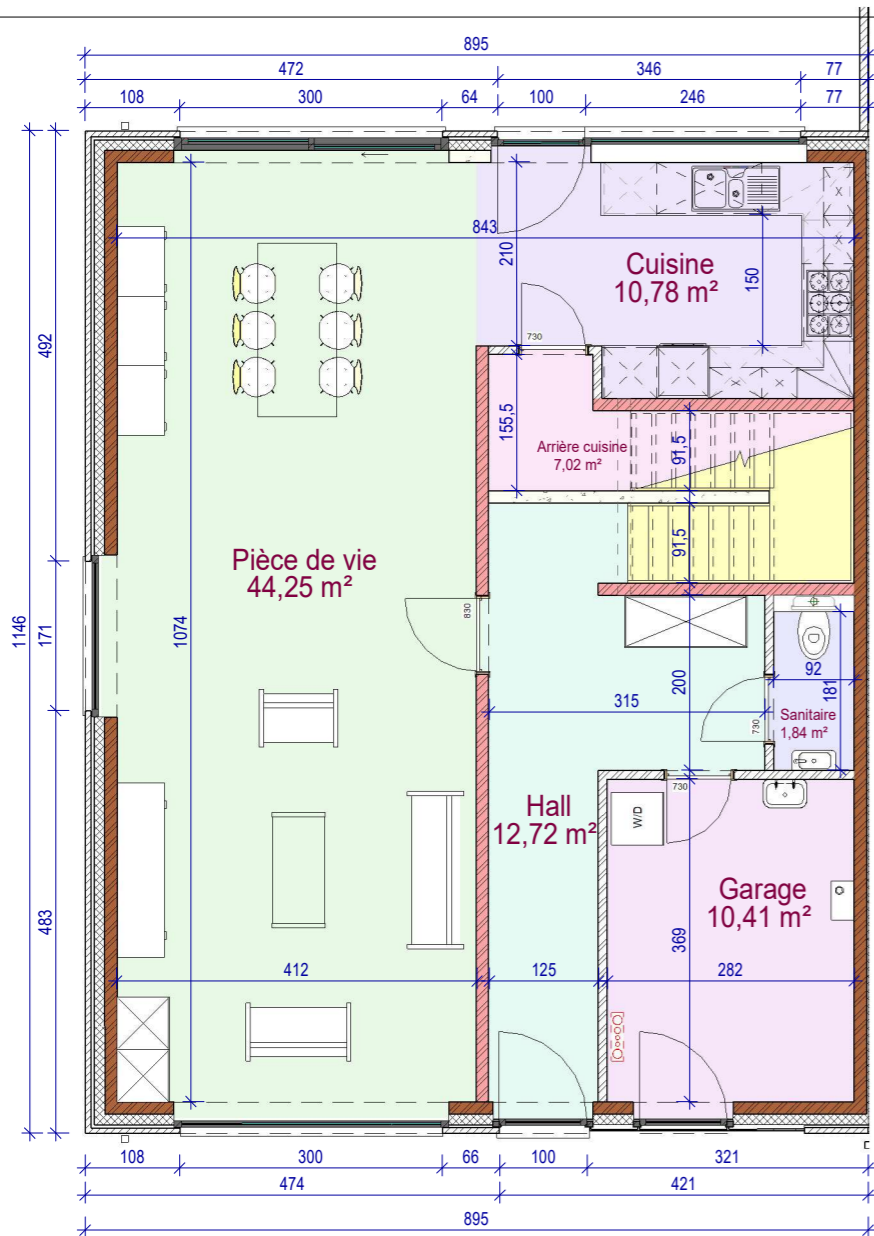 895
472 346 77
108 300 64 100 246 77
843
210
Cuisine
10,78 m²
150
730
492
155,5
Arrière cuisine
7,02 m²
91,5
91,5
Pièce de vie
44,25 m²
830
1146
171
1074
200
92
181
315
Sanitaire
1,84 m²
730
730
Hall
12,72 m²
W/D
Garage
10,41 m²
483
369
412 125 282
108 300 66 100 321
474 421
895